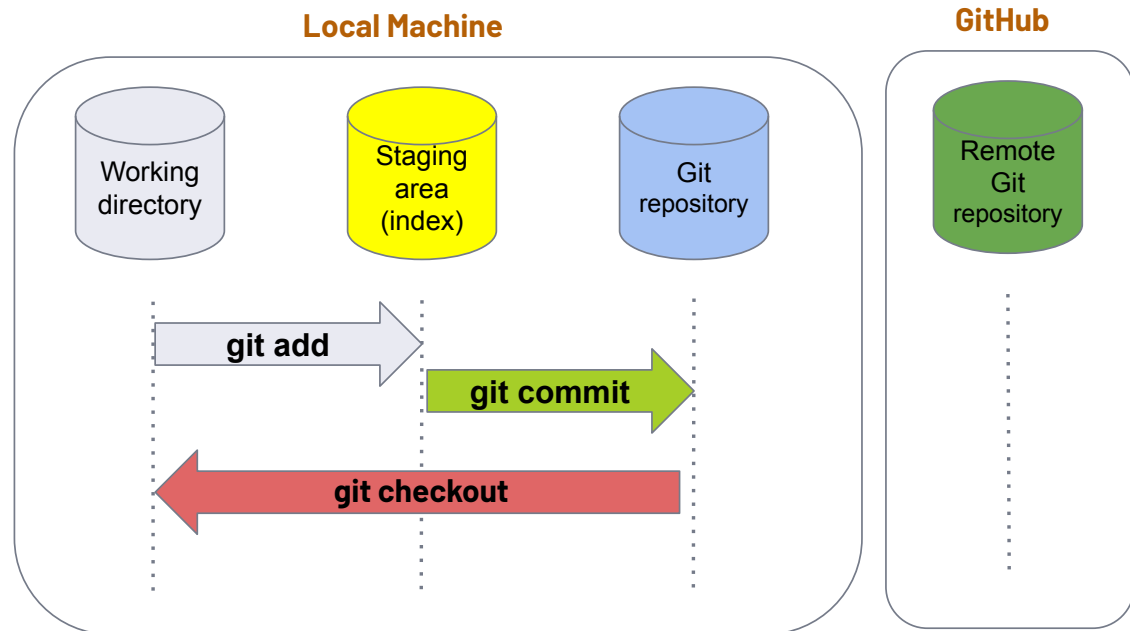 Local Machine
GitHub
Working
directory
Staging
area
(index)
Git
repository
Remote
Git
repository
git add
git commit
git checkout